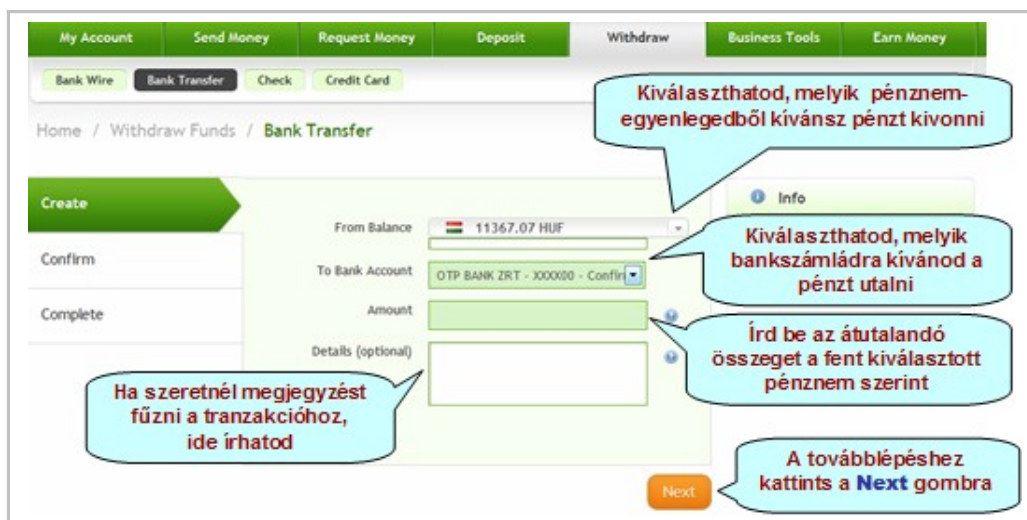 My Account Send Money Request Money Deposit Withdraw Business Tools Earn Money
Bank Wire Bank Transfer Check Credit Card
Kiválaszthatod, melyik pénznem-
egyenlegedből kívánsz pénzt kivonni
Home / Withdraw Funds / Bank Transfer
Create
Info
From Balance 11367.07 HUF
Kiválaszthatod, melyik
bankszámládra kívánod a
pénzt utalni
Confirm
To Bank Account OTP BANK ZRT - XXXX00 - Confir
Complete
Amount
Írd be az átutalandó
összeget a fent kiválasztott
pénznem szerint
Details (optional)
Ha szeretnél megjegyzést
fűzni a tranzakcióhoz,
ide írhatod
A továbblépéshez
kattints a Next gombra
Next